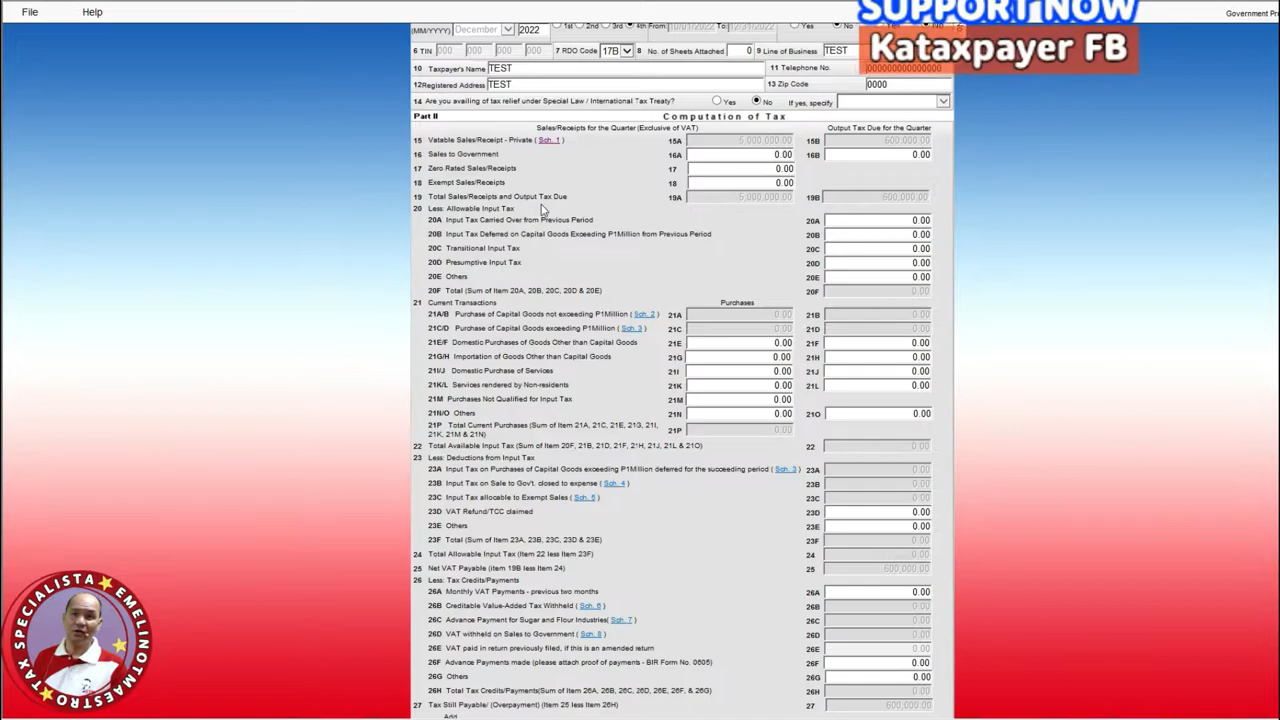 File Help
SUPPORT NOW
Government Pr
Kataxpayer FB
(MM/YYYY) December 2022 1st 2nd 3rd 4th From: 10/01/2022 To: 12/31/2022 Yes No
6 TIN 000 000 000 000 7 RDO Code 17B 8 No. of Sheets Attached 0 9 Line of Business TEST
10 Taxpayer's Name TEST 11 Telephone No. 000000000000
12 Registered Address TEST 13 Zip Code 0000
14 Are you availing of tax relief under Special Law / International Tax Treaty? Yes No If yes, specify
Part II Computation of Tax
Sales/Receipts for the Quarter (Exclusive of VAT) Output Tax Due for the Quarter
15 Vatable Sales/Receipt - Private ( Sch. 1 ) 15A 5,000,000.00 15B 600,000.00
16 Sales to Government 16A 0.00 16B 0.00
17 Zero Rated Sales/Receipts 17 0.00
18 Exempt Sales/Receipts 18 0.00
19 Total Sales/Receipts and Output Tax Due 19A 5,000,000.00 19B 600,000.00
20 Less: Allowable Input Tax
20A Input Tax Carried Over from Previous Period 20A 0.00
20B Input Tax Deferred on Capital Goods Exceeding P1Million from Previous Period 20B 0.00
20C Transitional Input Tax 20C 0.00
20D Presumptive Input Tax 20D 0.00
20E Others 20E 0.00
20F Total (Sum of Item 20A, 20B, 20C, 20D & 20E) 20F 0.00
21 Current Transactions Purchases
21A/B Purchase of Capital Goods not exceeding P1Million ( Sch. 2 ) 21A 0.00 21B 0.00
21C/D Purchase of Capital Goods exceeding P1Million ( Sch. 3 ) 21C 0.00 21D 0.00
21E/F Domestic Purchases of Goods Other than Capital Goods 21E 0.00 21F 0.00
21G/H Importation of Goods Other than Capital Goods 21G 0.00 21H 0.00
21I/J Domestic Purchase of Services 21I 0.00 21J 0.00
21K/L Services rendered by Non-residents 21K 0.00 21L 0.00
21M Purchases Not Qualified for Input Tax 21M 0.00
21N/O Others 21N 0.00 21O 0.00
21P Total Current Purchases (Sum of Item 21A, 21C, 21E, 21G, 21I,
21K, 21M & 21N) 21P 0.00
22 Total Available Input Tax (Sum of Item 20F, 21B, 21D, 21F, 21H, 21J, 21L & 21O) 22 0.00
23 Less: Deductions from Input Tax
23A Input Tax on Purchases of Capital Goods exceeding P1Million deferred for the succeeding period ( Sch. 3 ) 23A 0.00
23B Input Tax on Sale to Gov't. closed to expense ( Sch. 4 ) 23B 0.00
23C Input Tax allocable to Exempt Sales ( Sch. 5 ) 23C 0.00
23D VAT Refund/TCC claimed 23D 0.00
23E Others 23E 0.00
23F Total (Sum of Item 23A, 23B, 23C, 23D & 23E) 23F 0.00
24 Total Allowable Input Tax (Item 22 less Item 23F) 24 0.00
25 Net VAT Payable (Item 19B less Item 24) 25 600,000.00
26 Less: Tax Credits/Payments
26A Monthly VAT Payments - previous two months 26A 0.00
26B Creditable Value-Added Tax Withheld ( Sch. 6 ) 26B 0.00
26C Advance Payment for Sugar and Flour Industries( Sch. 7 ) 26C 0.00
26D VAT withheld on Sales to Government ( Sch. 8 ) 26D 0.00
26E VAT paid in return previously filed, if this is an amended return 26E 0.00
26F Advance Payments made (please attach proof of payments - BIR Form No. 0605) 26F 0.00
26G Others 26G 0.00
26H Total Tax Credits/Payments(Sum of Item 26A, 26B, 26C, 26D, 26E, 26F, & 26G) 26H 0.00
27 Tax Still Payable/ (Overpayment) (Item 25 less Item 26H) 27 600,000.00
Add
TAX SPECIALISTA EMELINOTMAESTRO